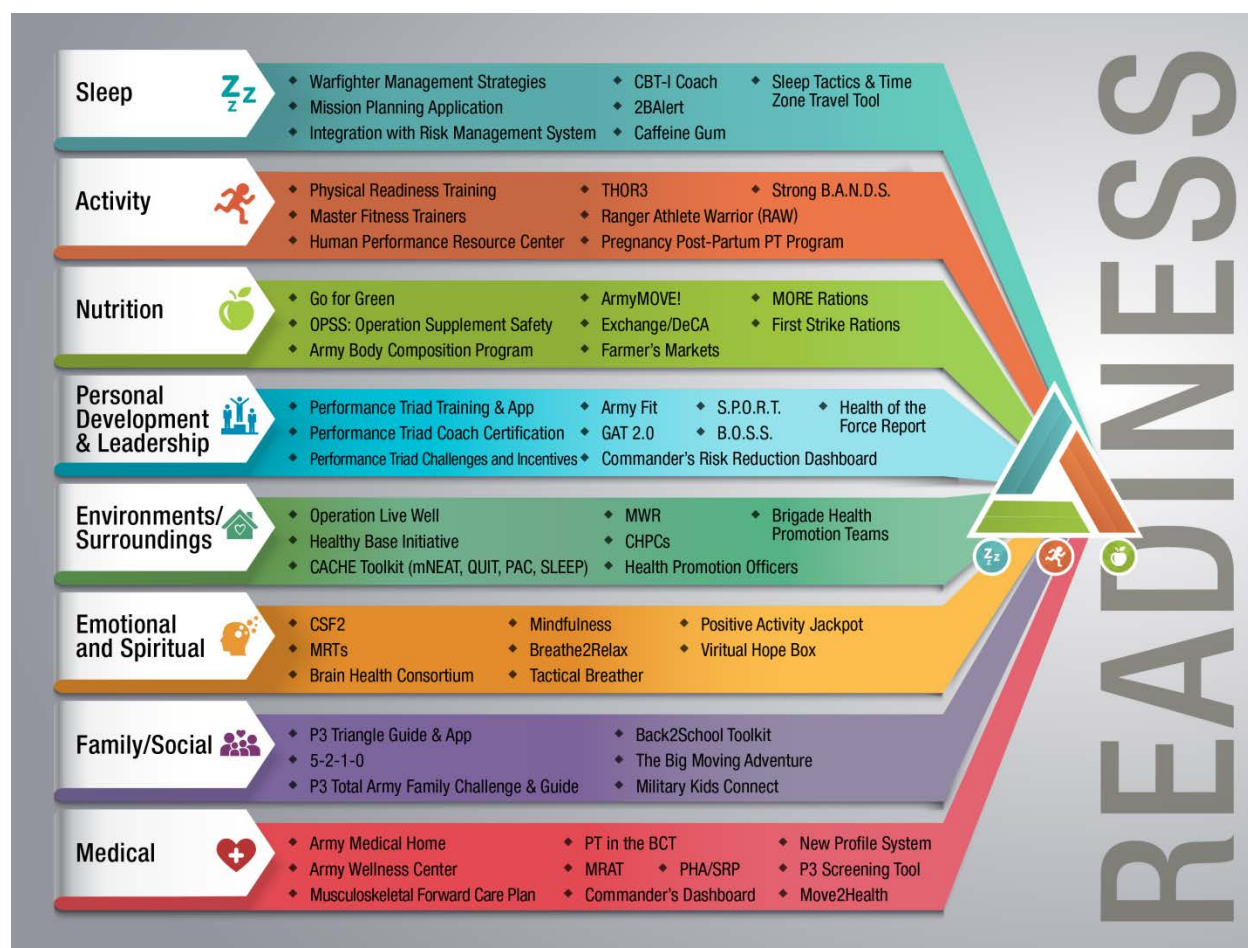 Sleep
Zzz
Warfighter Management Strategies
Mission Planning Application
Integration with Risk Management System
CBT-I Coach
2BAlert
Caffeine Gum
Sleep Tactics & Time
Zone Travel Tool
Activity
Physical Readiness Training
Master Fitness Trainers
Human Performance Resource Center
THOR3
Ranger Athlete Warrior (RAW)
Pregnancy Post-Partum PT Program
Strong B.A.N.D.S.
Nutrition
Go for Green
OPSS: Operation Supplement Safety
Army Body Composition Program
ArmyMOVE!
Exchange/DeCA
Farmer's Markets
MORE Rations
First Strike Rations
Personal
Development
& Leadership
Performance Triad Training & App
Performance Triad Coach Certification
Performance Triad Challenges and Incentives
Army Fit
GAT 2.0
Commander's Risk Reduction Dashboard
S.P.O.R.T.
B.O.S.S.
Health of the
Force Report
Environments/
Surroundings
Operation Live Well
Healthy Base Initiative
CACHE Toolkit (mNEAT, QUIT, PAC, SLEEP)
MWR
CHPCs
Health Promotion Officers
Brigade Health
Promotion Teams
Emotional
and Spiritual
CSF2
MRTs
Brain Health Consortium
Mindfulness
Breathe2Relax
Tactical Breather
Positive Activity Jackpot
Viritual Hope Box
Family/Social
P3 Triangle Guide & App
5-2-1-0
P3 Total Army Family Challenge & Guide
Back2School Toolkit
The Big Moving Adventure
Military Kids Connect
Medical
Army Medical Home
Army Wellness Center
Musculoskeletal Forward Care Plan
PT in the BCT
MRAT
PHA/SRP
Commander's Dashboard
New Profile System
P3 Screening Tool
Move2Health
Zzz
READINESS